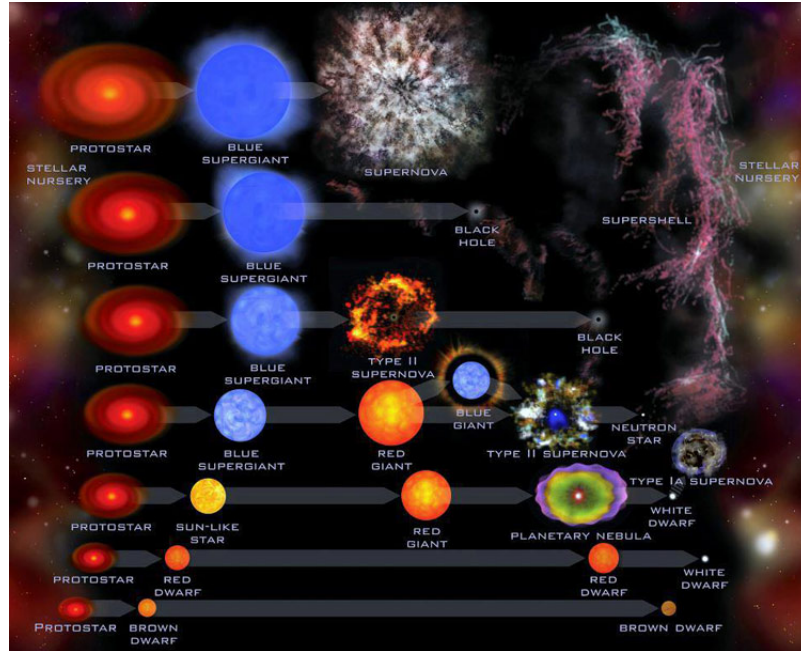 PROTOSTAR
BLUE
SUPERGIANT
SUPERNOVA
STELLAR
NURSERY
STELLAR
NURSERY
SUPERSHELL
PROTOSTAR
BLUE
SUPERGIANT
BLACK
HOLE
PROTOSTAR
BLUE
SUPERGIANT
TYPE II
SUPERNOVA
BLACK
HOLE
PROTOSTAR
BLUE
SUPERGIANT
RED
GIANT
BLUE
GIANT
TYPE II SUPERNOVA
NEUTRON
STAR
TYPE IA SUPERNOVA
PROTOSTAR
SUN-LIKE
STAR
RED
GIANT
PLANETARY NEBULA
WHITE
DWARF
PROTOSTAR
RED
DWARF
RED
DWARF
WHITE
DWARF
PROTOSTAR
BROWN
DWARF
BROWN DWARF